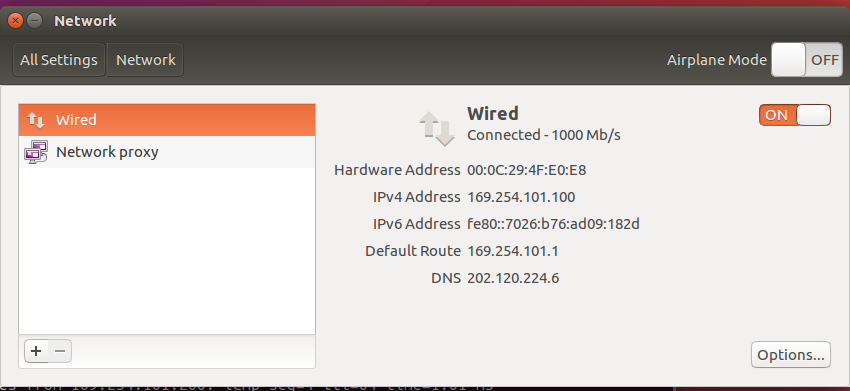 Network
All Settings Network Airplane Mode OFF
Wired
Network proxy
Wired ON
Connected - 1000 Mb/s
Hardware Address 00:0C:29:4F:E0:E8
IPv4 Address 169.254.101.100
IPv6 Address fe80::7026:b76:ad09:182d
Default Route 169.254.101.1
DNS 202.120.224.6
Options...